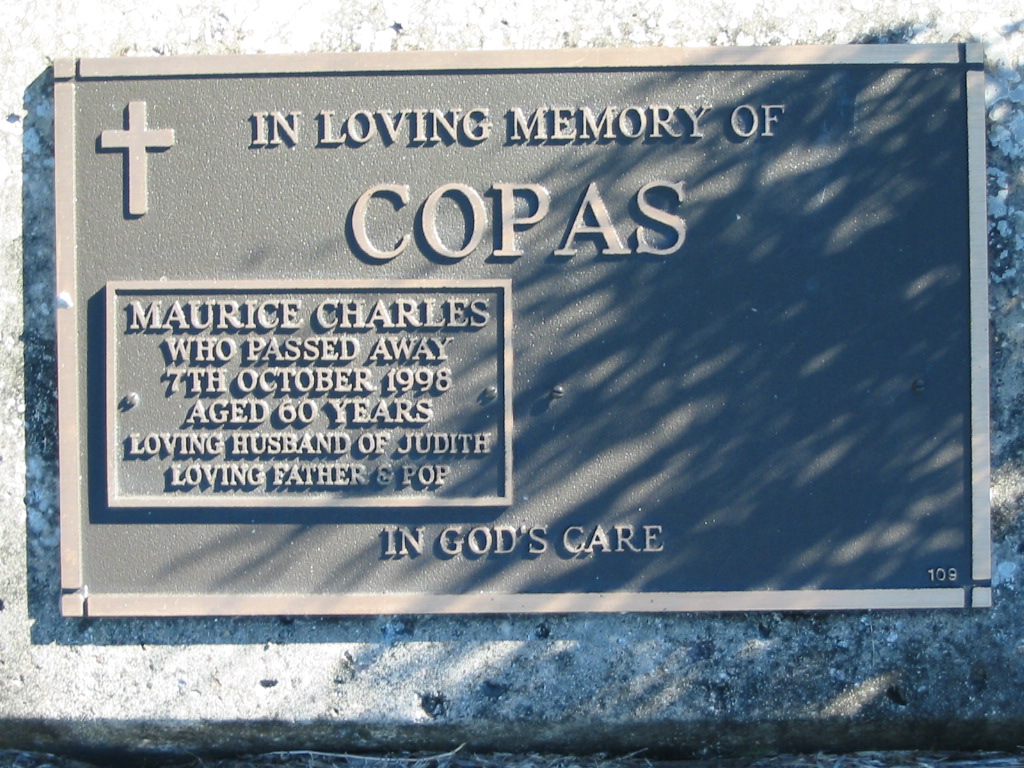 IN LOVING MEMORY OF
COPAS
MAURICE CHARLES
WHO PASSED AWAY
7TH OCTOBER 1998
AGED 60 YEARS
LOVING HUSBAND OF JUDITH
LOVING FATHER & POP
IN GOD'S CARE
109